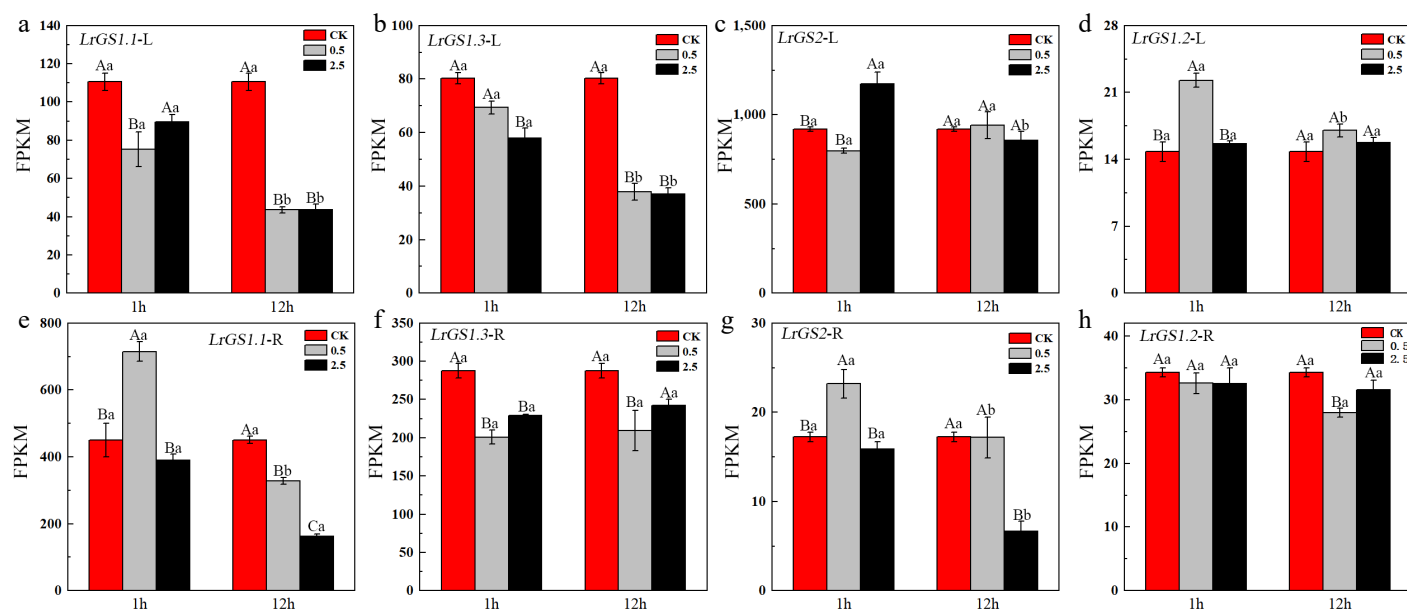 a
LrGS1.1-L
CK
0.5
2.5
FPKM
140
120
100
80
60
40
20
0
Aa
Ba
Aa
Aa
Bb
Bb
1h
12h
b
LrGS1.3-L
CK
0.5
2.5
FPKM
100
80
60
40
20
0
Aa
Aa
Ba
Aa
Bb
Bb
1h
12h
c
LrGS2-L
CK
0.5
2.5
FPKM
1,500
1,000
500
0
Ba
Ba
Aa
Aa
Aa
Ab
1h
12h
d
LrGS1.2-L
CK
0.5
2.5
FPKM
28
21
14
7
0
Ba
Aa
Ba
Aa
Ab
Aa
1h
12h
e
LrGS1.1-R
CK
0.5
2.5
FPKM
800
600
400
200
0
Ba
Aa
Ba
Aa
Bb
Ca
1h
12h
f
LrGS1.3-R
CK
0.5
2.5
FPKM
350
300
250
200
150
100
50
0
Aa
Ba
Ba
Aa
Ba
Aa
1h
12h
g
LrGS2-R
CK
0.5
2.5
FPKM
30
20
10
0
Ba
Aa
Ba
Aa
Ab
Bb
1h
12h
h
LrGS1.2-R
CK
0.5
2.5
FPKM
40
30
20
10
0
Aa
Aa
Aa
Aa
Ba
Aa
1h
12h